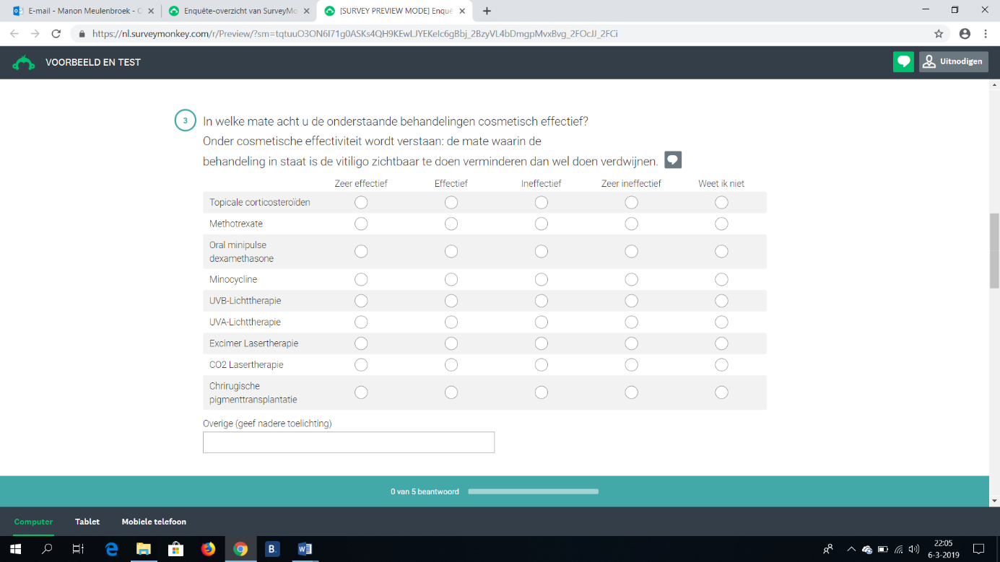 E-mail - Manon Meulenbroek - O
Enquête-overzicht van SurveyMo
[SURVEY PREVIEW MODE] Enquê
https://nl.surveymonkey.com/r/Preview/?sm=tqtuuO3ON6I71g0ASKs4QH9KEwLJYEKelc6gBbj_2BzyVL4bDmgpMvxBvg_2FOcJJ_2FCi
VOORBEELD EN TEST
Uitnodigen
3 In welke mate acht u de onderstaande behandelingen cosmetisch effectief?
Onder cosmetische effectiviteit wordt verstaan: de mate waarin de
behandeling in staat is de vitiligo zichtbaar te doen verminderen dan wel doen verdwijnen.
Zeer effectief Effectief Ineffectief Zeer ineffectief Weet ik niet
Topicale corticosteroïden
Methotrexate
Oral minipulse
dexamethasone
Minocycline
UVB-Lichttherapie
UVA-Lichttherapie
Excimer Lasertherapie
CO2 Lasertherapie
Chrirugische
pigmenttransplantatie
Overige (geef nadere toelichting)
0 van 5 beantwoord
Computer Tablet Mobiele telefoon
B.
22:05
6-3-2019